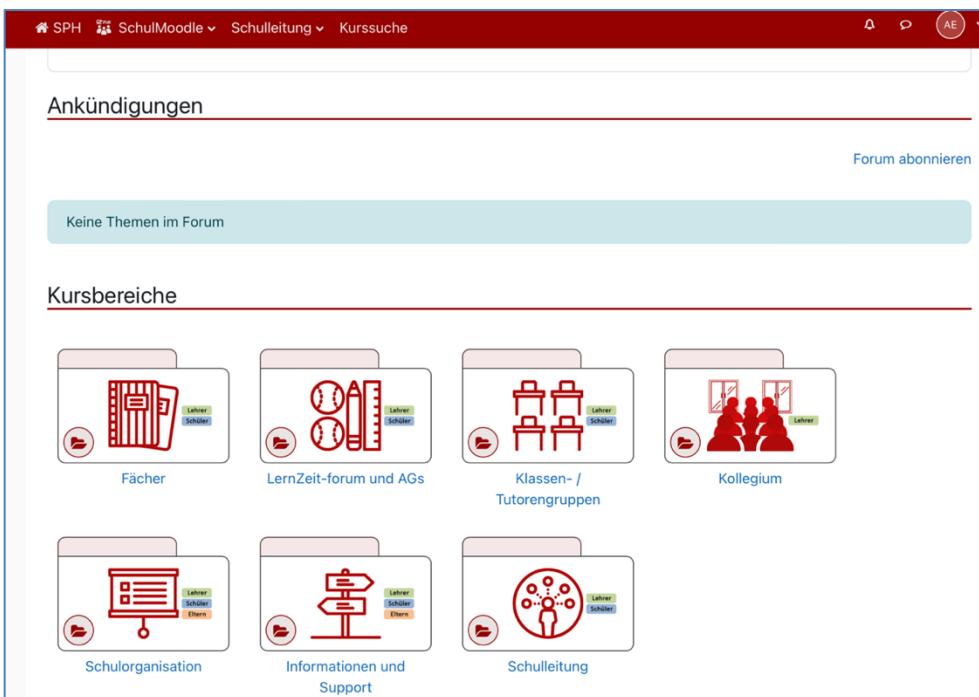 SPH SchulMoodle Schulleitung Kurssuche AE
Ankündigungen
Forum abonnieren
Keine Themen im Forum
Kursbereiche
Lehrer
Schüler
Lehrer
Schüler
Lehrer
Schüler
Lehrer
Fächer
LernZeit-forum und AGs
Klassen- /
Tutorengruppen
Kollegium
Lehrer
Schüler
Eltern
Lehrer
Schüler
Eltern
Lehrer
Schüler
Schulorganisation
Informationen und
Support
Schulleitung